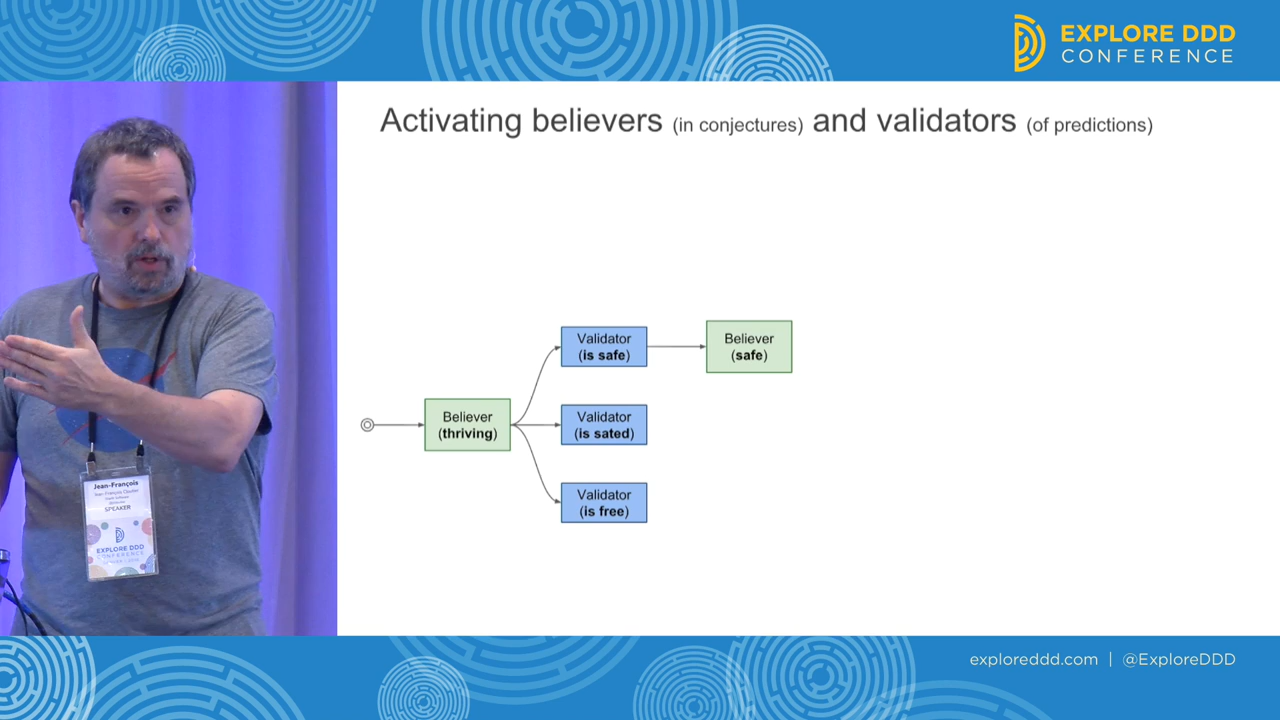 EXPLORE DDD
CONFERENCE
Activating believers (in conjectures) and validators (of predictions)
Validator
(is safe)
Believer
(safe)
Believer
(thriving)
Validator
(is sated)
Validator
(is free)
Jean-François
SPEAKER
EXPLORE DDD
CONFERENCE
exploreddd.com | @ExploreDDD